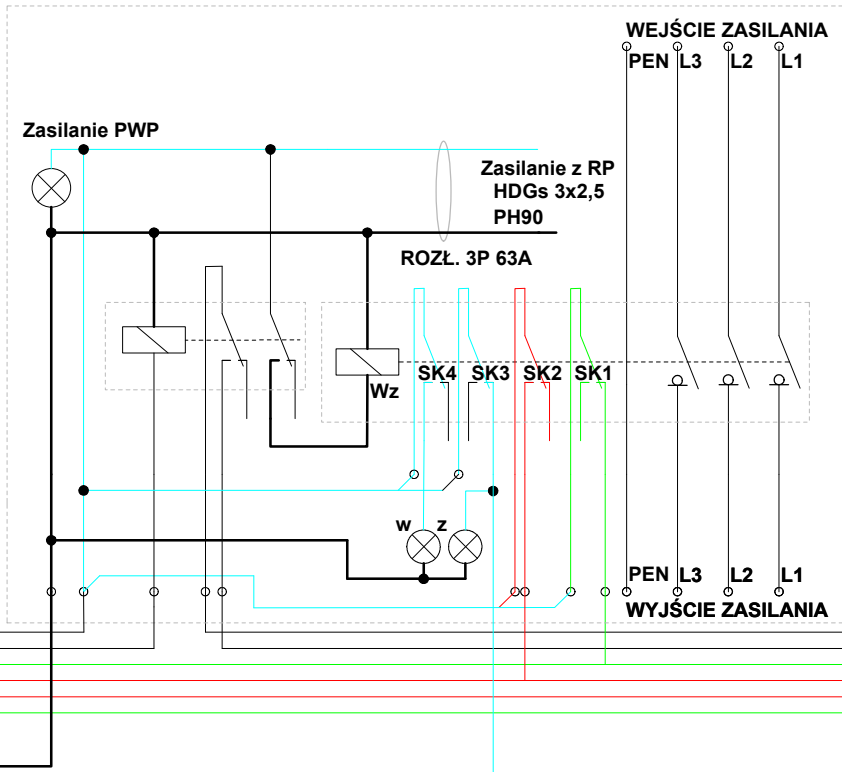 WEJŚCIE ZASILANIA
PEN L3 L2 L1
Zasilanie PWP
Zasilanie z RP
HDGs 3x2,5
PH90
ROZŁ. 3P 63A
SK4 SK3 SK2 SK1
Wz
w z
PEN L3 L2 L1
WYJŚCIE ZASILANIA